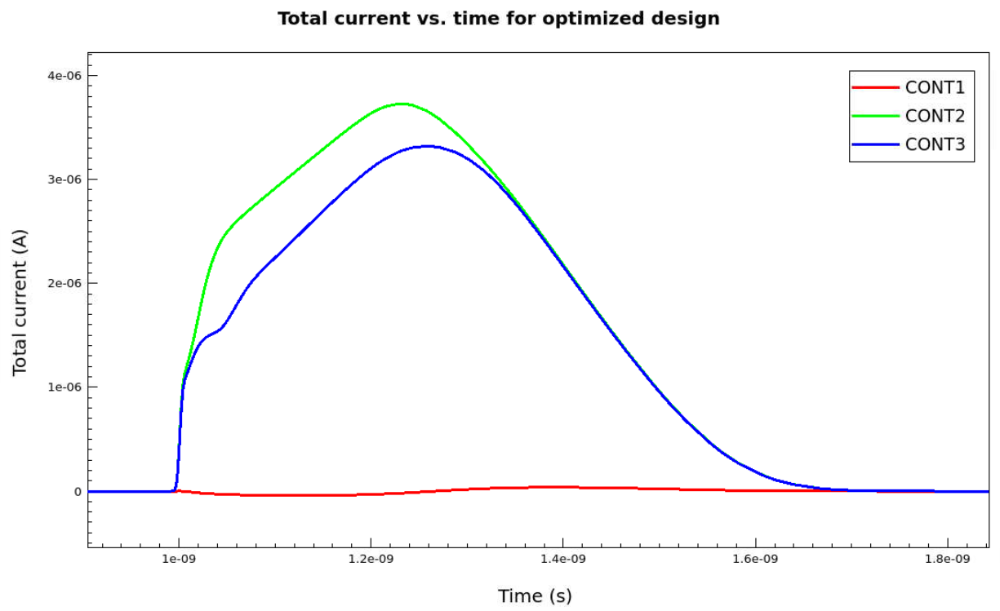 Total current vs. time for optimized design
4e-06
3e-06
2e-06
1e-06
0
Total current (A)
CONT1
CONT2
CONT3
1e-09
1.2e-09
1.4e-09
1.6e-09
1.8e-09
Time (s)